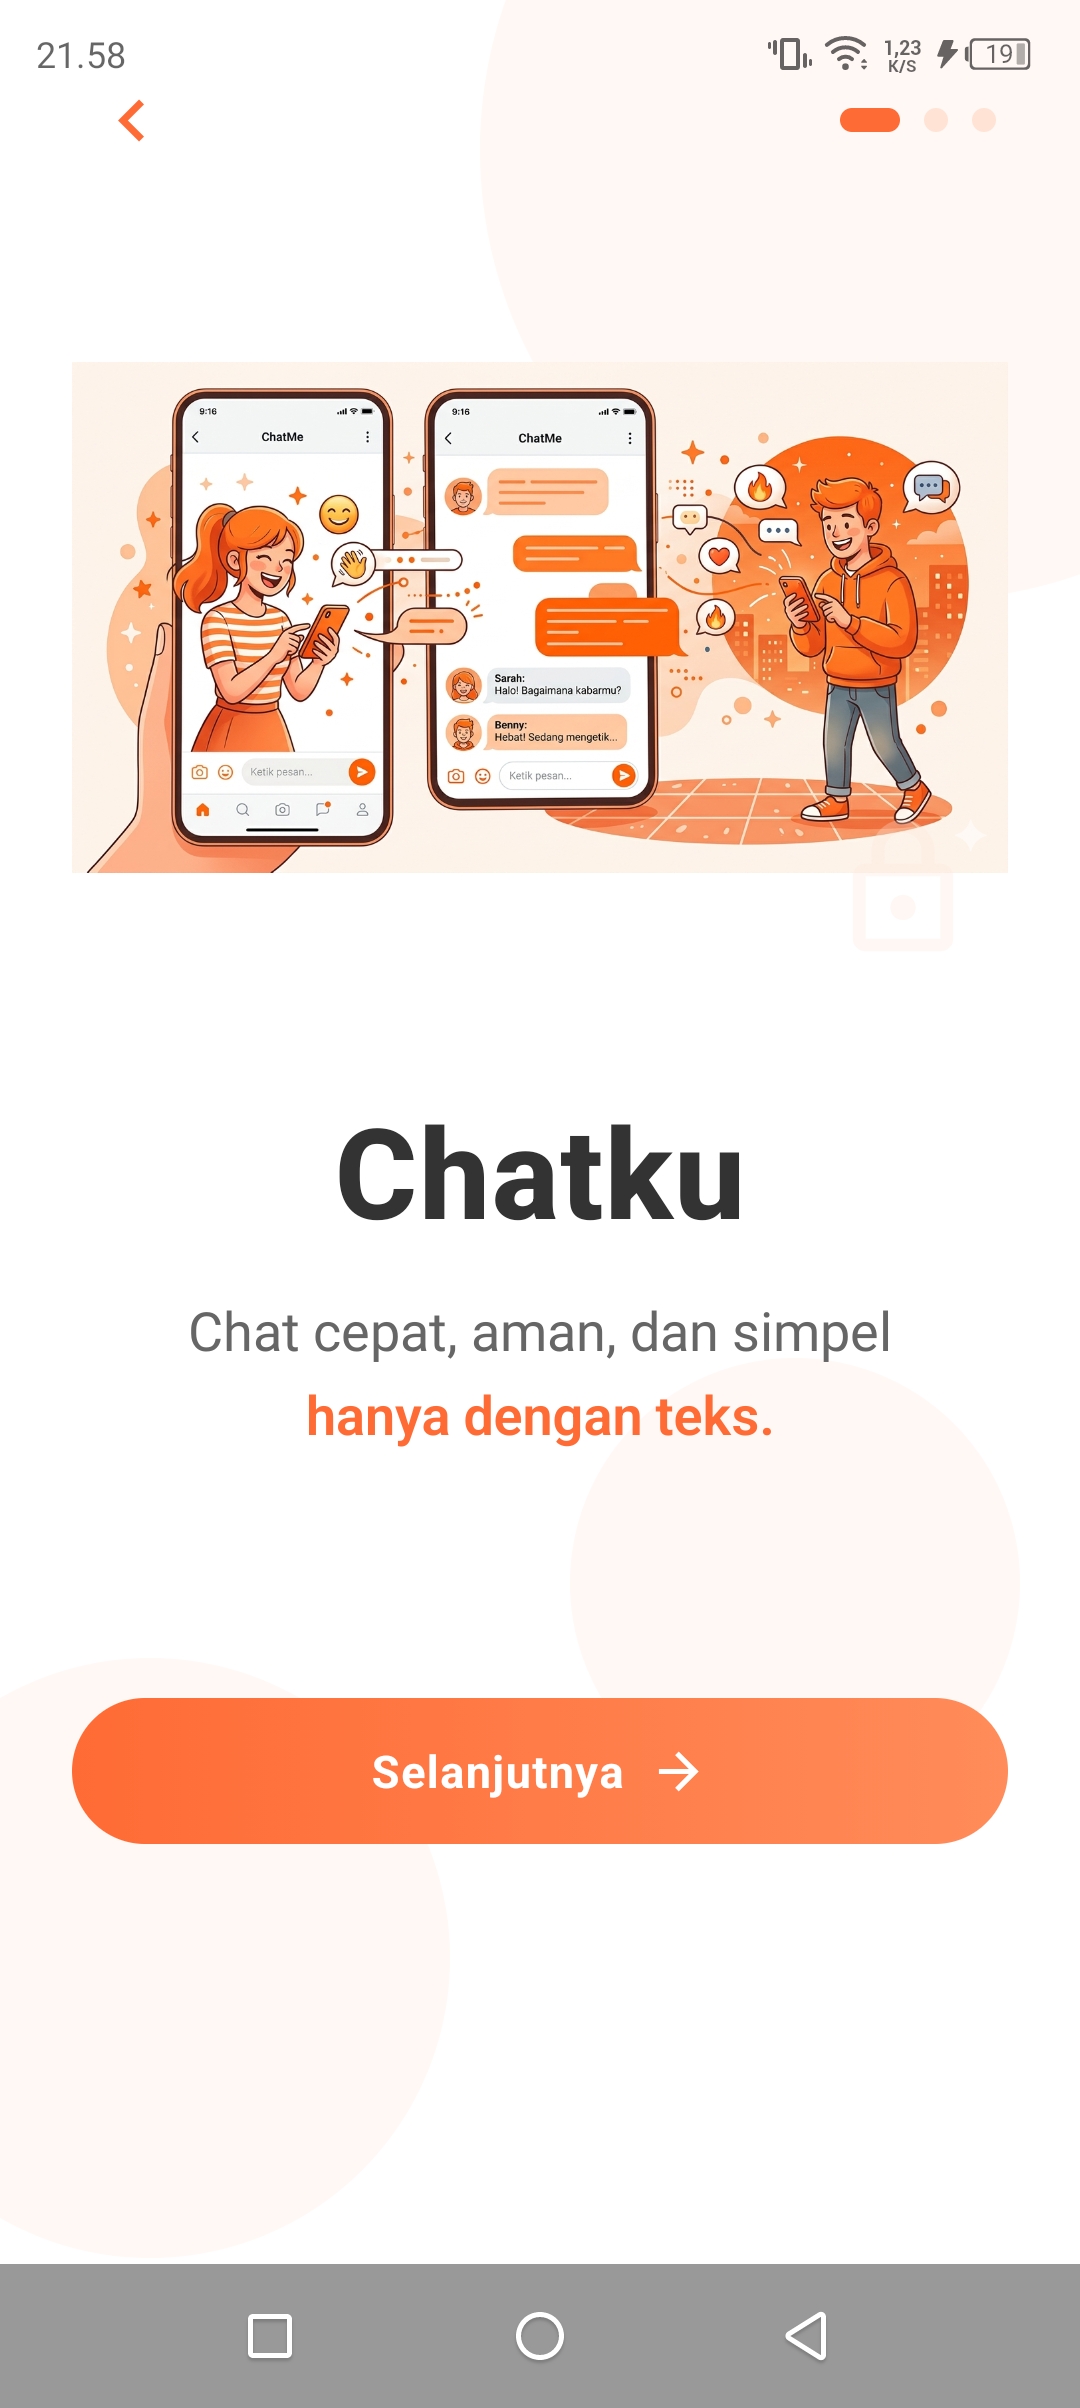 21.58
1,23
K/S
19
9:16
ChatMe
Ketik pesan...
9:16
ChatMe
Sarah:
Halo! Bagaimana kabarmu?
Benny:
Hebat! Sedang mengetik...
Ketik pesan...
Chatku
Chat cepat, aman, dan simpel
hanya dengan teks.
Selanjutnya